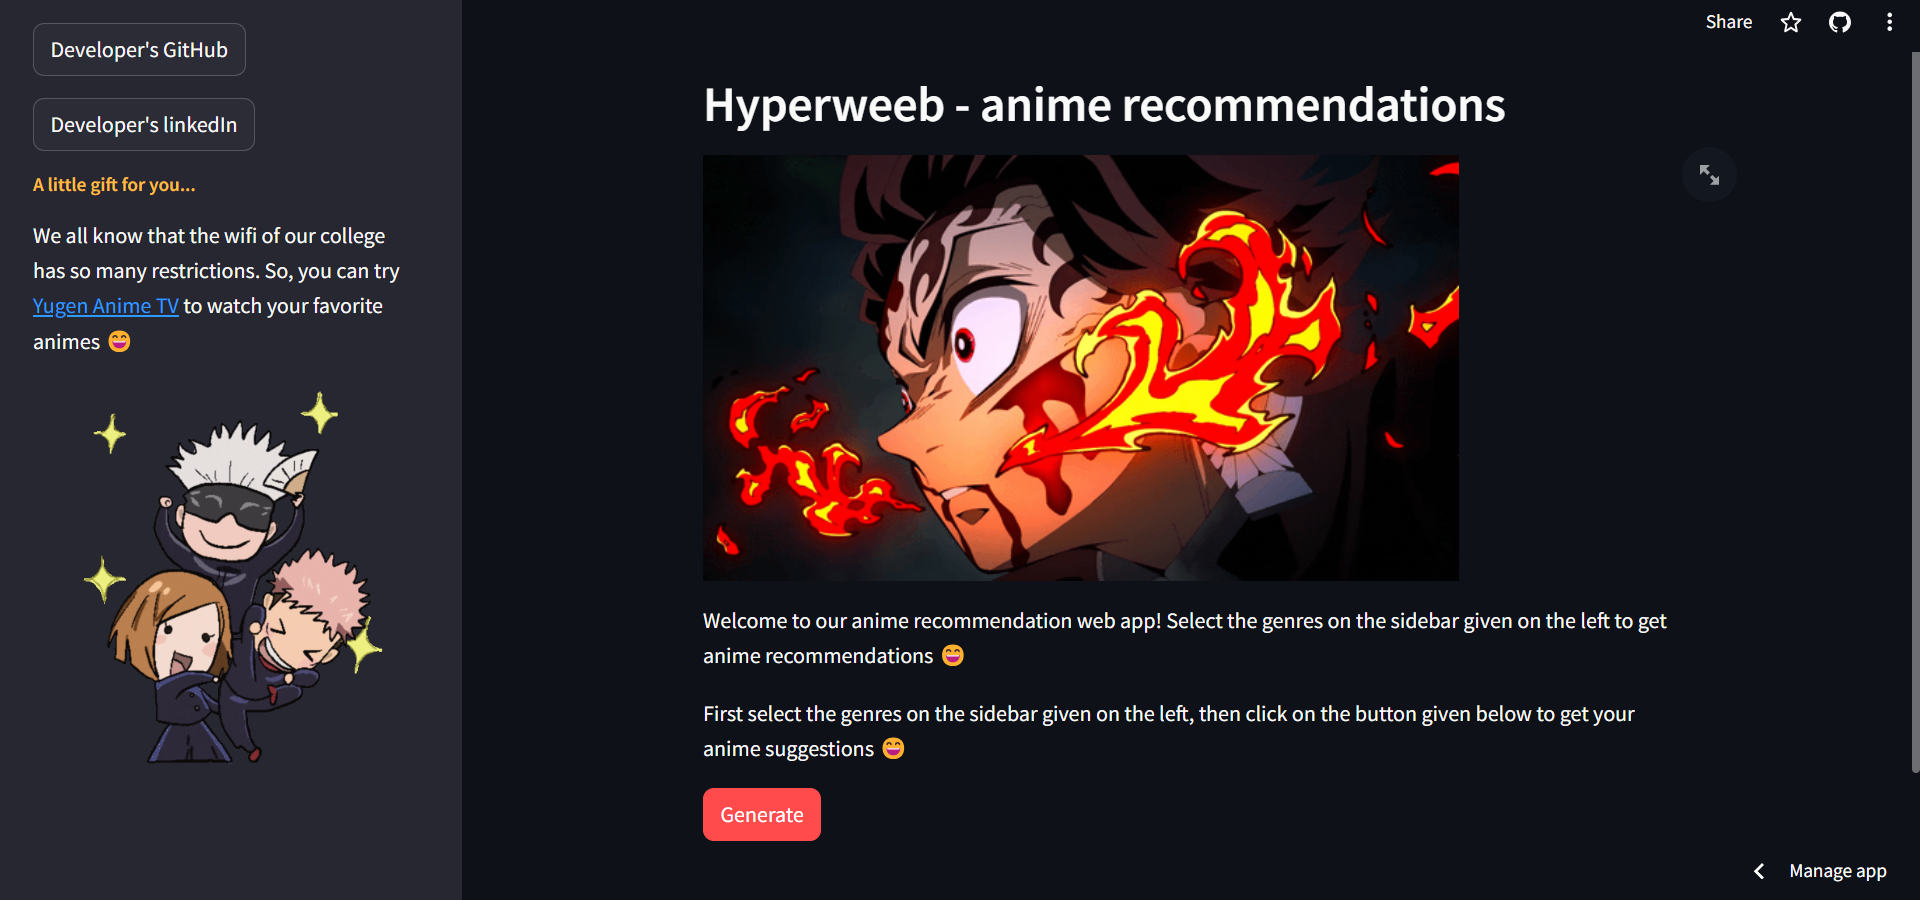 Developer's GitHub
Developer's linkedIn
A little gift for you...
We all know that the wifi of our college
has so many restrictions. So, you can try
Yugen Anime TV to watch your favorite
animes 😄
Share
Hyperweeb - anime recommendations
Welcome to our anime recommendation web app! Select the genres on the sidebar given on the left to get
anime recommendations 😄
First select the genres on the sidebar given on the left, then click on the button given below to get your
anime suggestions 😄
Generate
Manage app